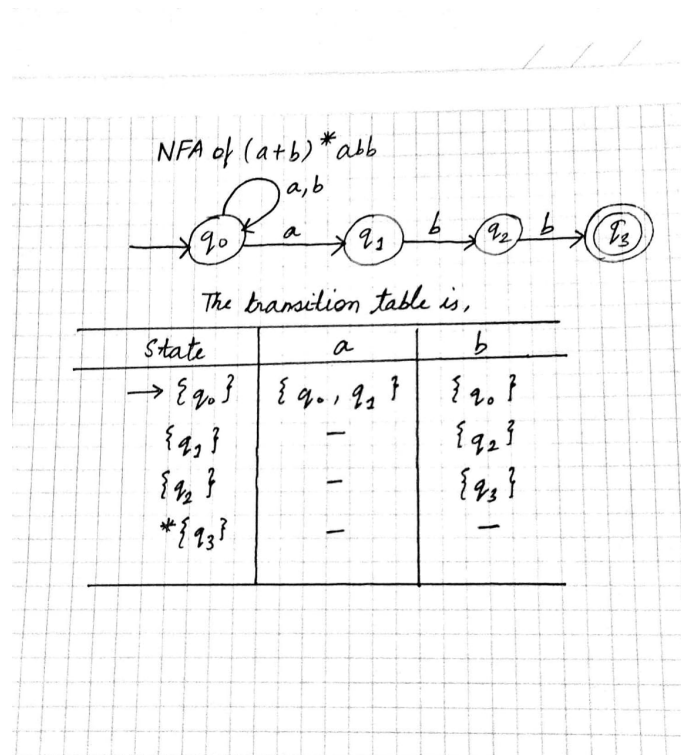 NFA of (a+b)*abb
a,b
q0 a q1 b q2 b q3
The transition table is,
State a b
→ {q0} {q0, q1} {q0}
{q1} – {q2}
{q2} – {q3}
*{q3} – –